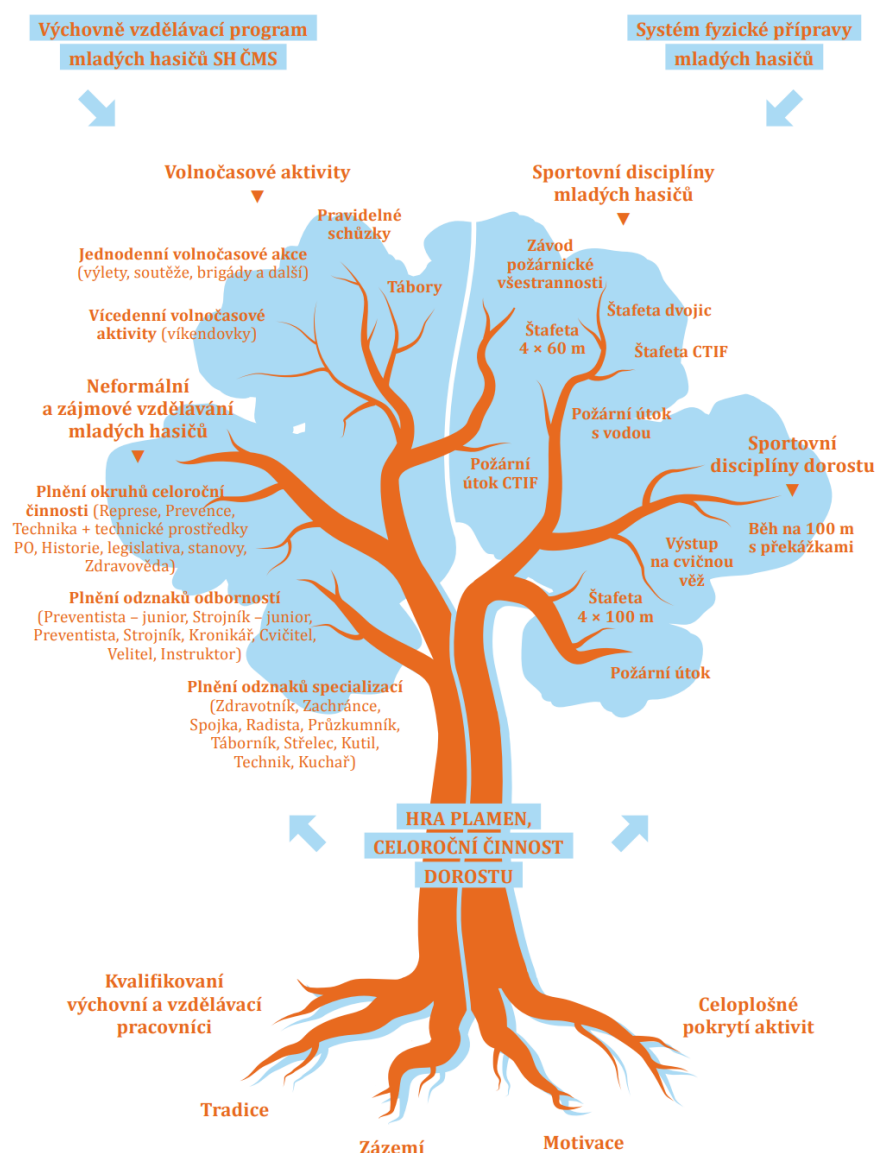 Výchovně vzdělávací program
mladých hasičů SH ČMS
Systém fyzické přípravy
mladých hasičů
Volnočasové aktivity
Pravidelné
schůzky
Jednodenní volnočasové akce
(výlety, soutěže, brigády a další)
Tábory
Vícedenní volnočasové
aktivity (víkendovky)
Neformální
a zájmové vzdělávání
mladých hasičů
Plnění okruhů celoroční
činnosti (Represe, Prevence,
Technika + technické prostředky
PO, Historie, legislativa, stanovy,
Zdravověda)
Plnění odznaků odborností
(Preventista – junior, Strojník – junior,
Preventista, Strojník, Kronikář, Cvičitel,
Velitel, Instruktor)
Plnění odznaků specializací
(Zdravotník, Zachránce,
Spojka, Radista, Průzkumník,
Táborník, Střelec, Kutil,
Technik, Kuchař)
Sportovní disciplíny
mladých hasičů
Závod
požárnické
všestrannosti
Štafeta dvojic
Štafeta
4 × 60 m
Štafeta CTIF
Požární útok
s vodou
Požární
útok CTIF
Sportovní
disciplíny dorostu
Běh na 100 m
s překážkami
Výstup
na cvičnou
věž
Štafeta
4 × 100 m
Požární útok
HRA PLAMEN,
CELOROČNÍ ČINNOST
DOROSTU
Kvalifikovaní
výchovní a vzdělávací
pracovníci
Celoplošné
pokrytí aktivit
Tradice
Zázemí
Motivace